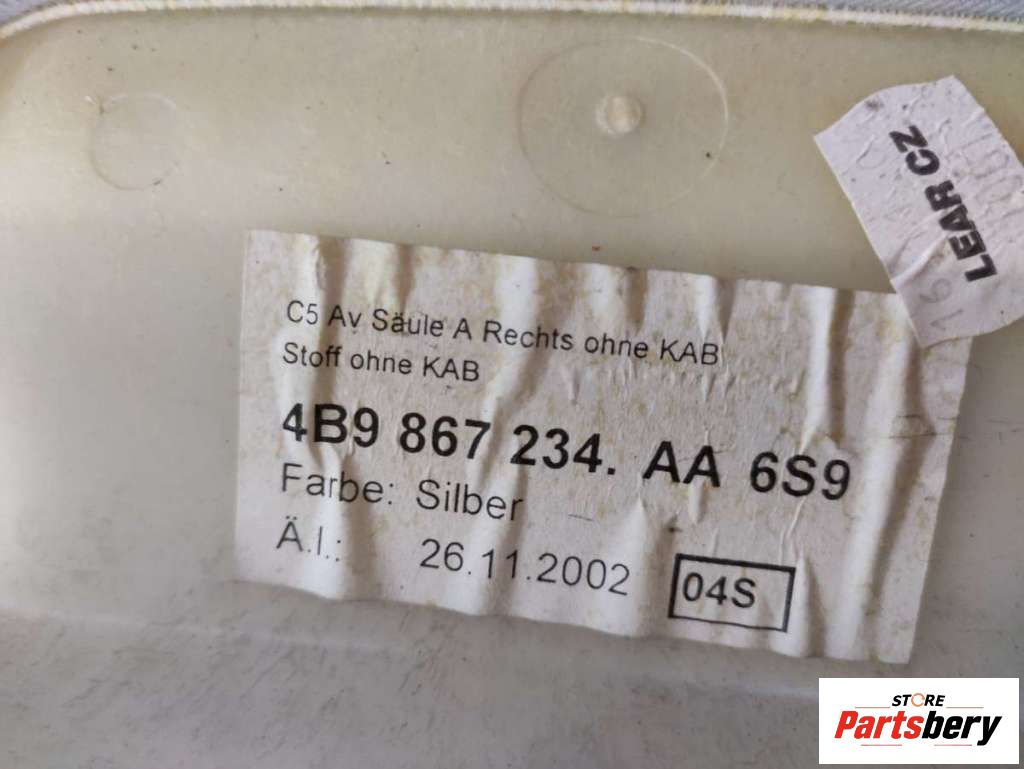 LEAR CZ
C5 Av Säule A Rechts ohne KAB
Stoff ohne KAB
4B9 867 234. AA 6S9
Farbe: Silber
Ä.I.: 26.11.2002 04S
STORE
Partsbery